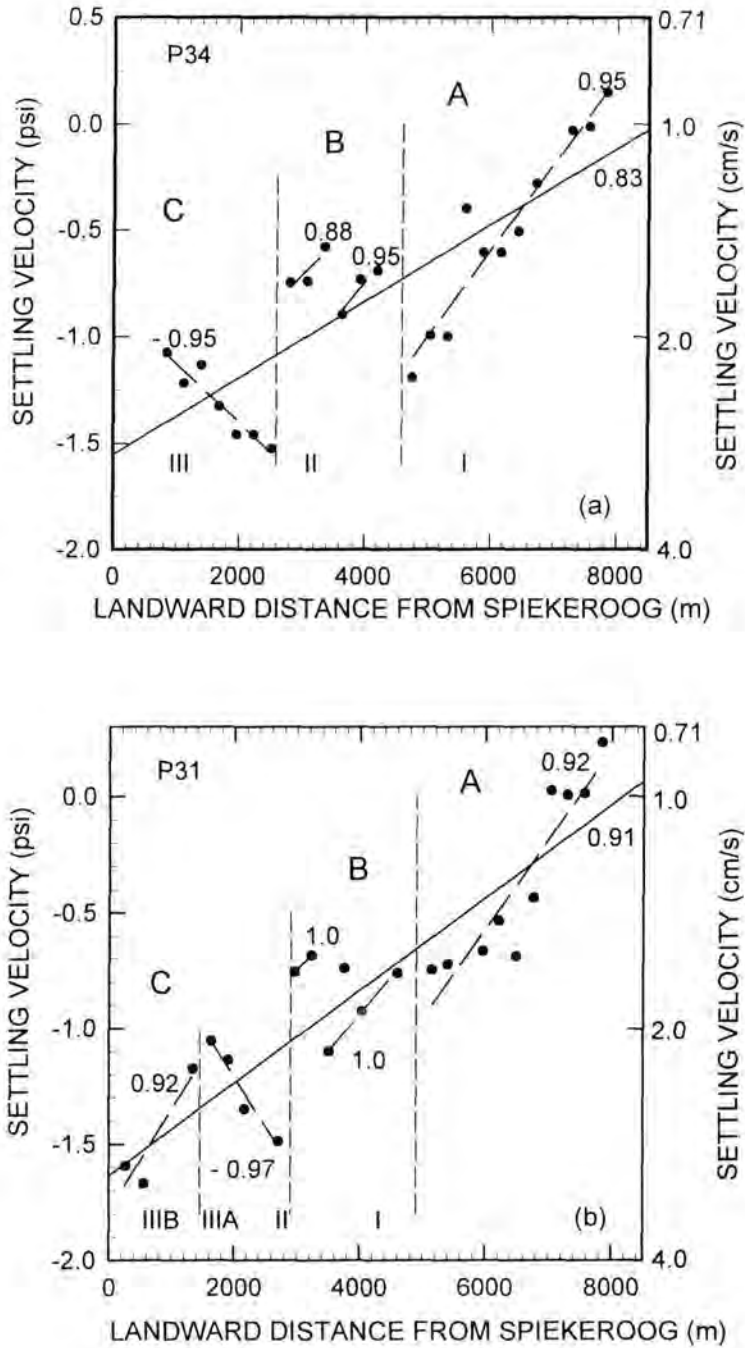 0.5
0.71
P34
0.95
A
0.0
1.0
B
0.83
C
0.88
-0.5
0.95
- 0.95
-1.0
2.0
-1.5
III
II
I
(a)
-2.0
4.0
0
2000
4000
6000
8000
SETTLING VELOCITY (psi)
SETTLING VELOCITY (cm/s)
LANDWARD DISTANCE FROM SPIEKEROOG (m)
0.71
P31
0.92
A
0.0
1.0
0.91
B
-0.5
1.0
C
-1.0
2.0
0.92
1.0
-1.5
- 0.97
IIIB
IIIA
II
I
(b)
-2.0
4.0
0
2000
4000
6000
8000
SETTLING VELOCITY (psi)
SETTLING VELOCITY (cm/s)
LANDWARD DISTANCE FROM SPIEKEROOG (m)